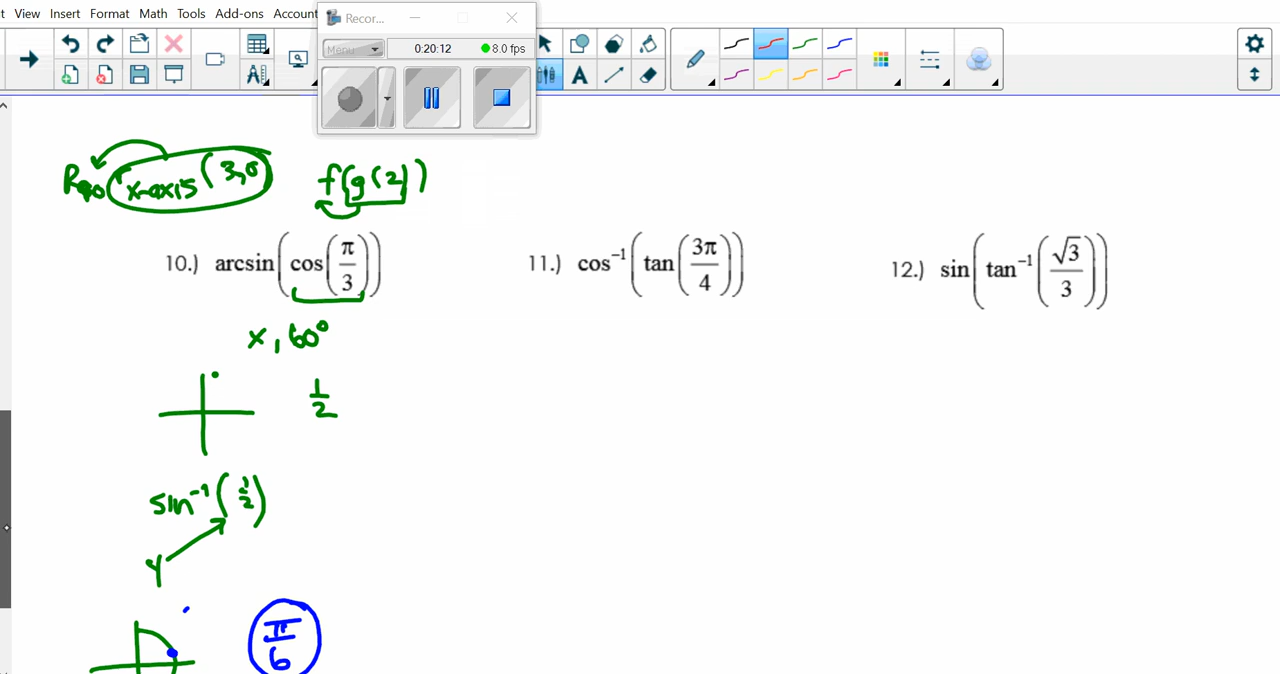 t View Insert Format Math Tools Add-ons Account
Recor...
Menu 0:20:12 8.0 fps
R90 (x-axis (3,0) f(g(2))
10.) arcsin(cos(π/3)) 11.) cos⁻¹(tan(3π/4)) 12.) sin(tan⁻¹(√3/3))
x, 60°
1/2
sin⁻¹(1/2)
y
π/6